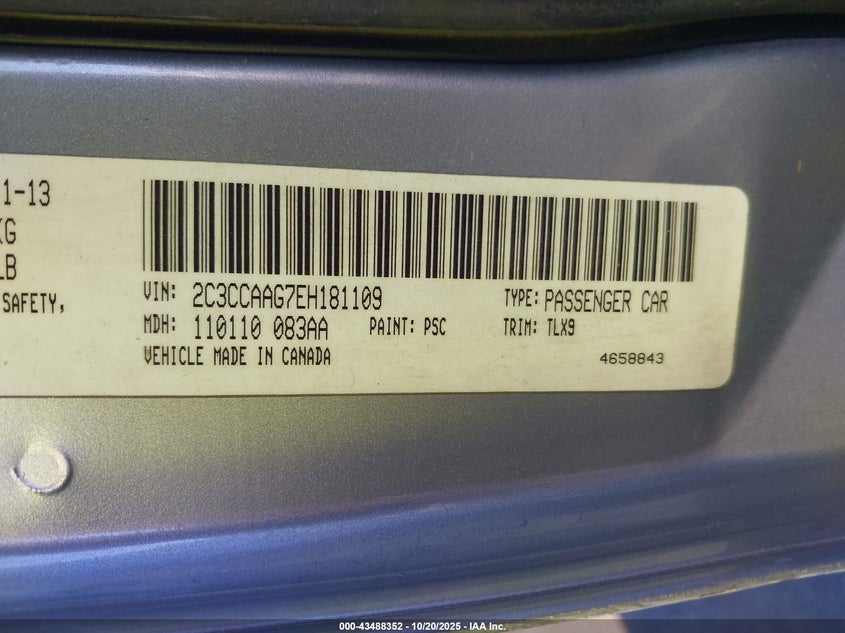 1-13
KG
LB
SAFETY,
VIN: 2C3CCAAG7EH181109
TYPE: PASSENGER CAR
MDH: 110110 083AA
PAINT: PSC
TRIM: TLX9
VEHICLE MADE IN CANADA
4658843
000-43488352 - 10/20/2025 - IAA Inc.